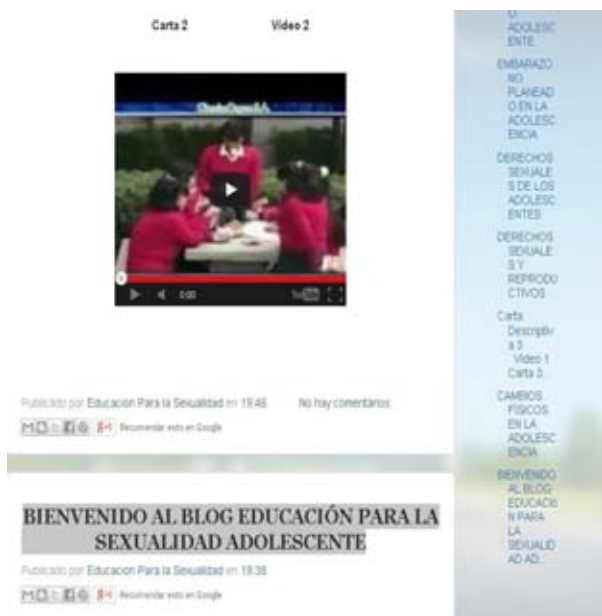 Carta 2 Video 2
0:00 YouTube
Publicado por Educacion Para la Sexualidad en 19:46 No hay comentarios:
Recomendar esto en Google
BIENVENIDO AL BLOG EDUCACIÓN PARA LA
SEXUALIDAD ADOLESCENTE
Publicado por Educacion Para la Sexualidad en 19:38
Recomendar esto en Google
ADOLESC
ENTE
EMBARAZO
NO
PLANEAD
O EN LA
ADOLESC
ENCIA
DERECHOS
SEXUALE
S DE LOS
ADOLESC
ENTES
DERECHOS
SEXUALE
S Y
REPRODU
CTIVOS
Carta
Descriptiv
a 3
Video 1
Carta 3...
CAMBIOS
FÍSICOS
EN LA
ADOLESC
ENCIA
BIENVENIDO
AL BLOG
EDUCACIÓ
N PARA
LA
SEXUALID
AD AD...